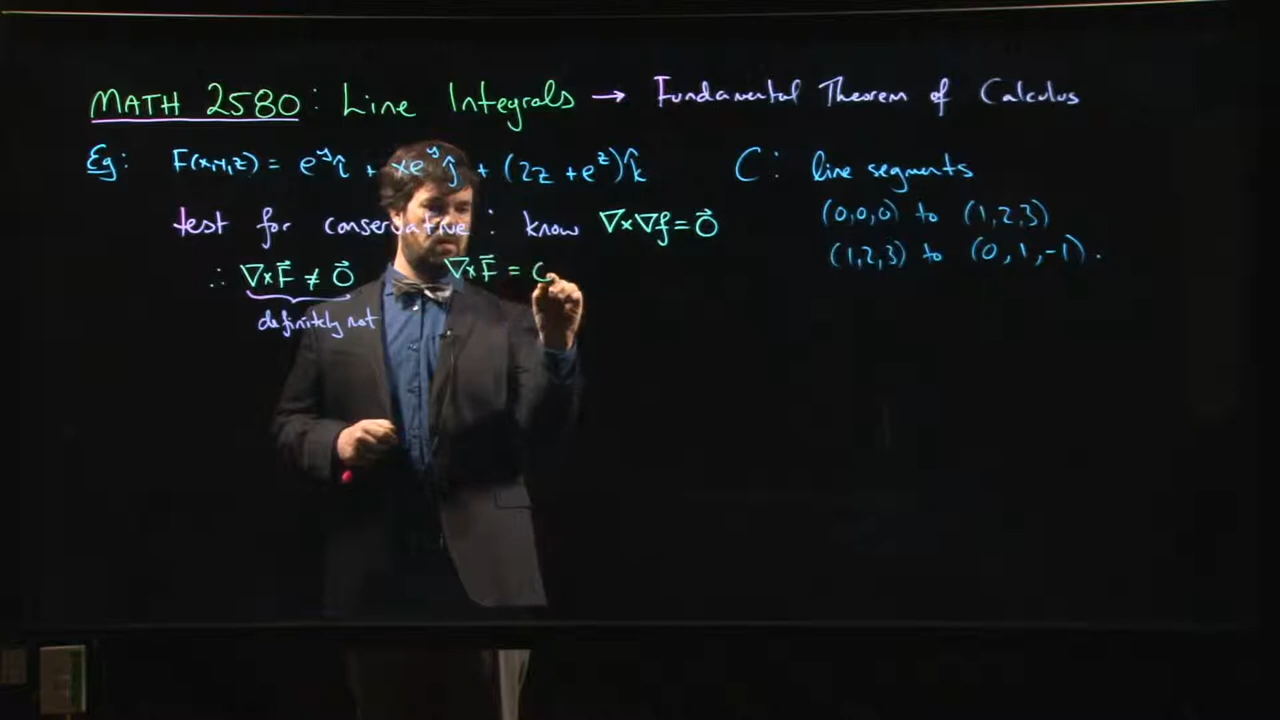 MATH 2580: Line Integrals → Fundamental Theorem of Calculus
Eg: F(x,y,z) = e^y î + xe^y ĵ + (2z + e^z) k̂
test for conservative: know ∇×∇f = 0⃗
∴ ∇×F⃗ ≠ 0⃗ ∇×F⃗ =
definitely not
C: line segments
(0,0,0) to (1,2,3)
(1,2,3) to (0,1,-1).